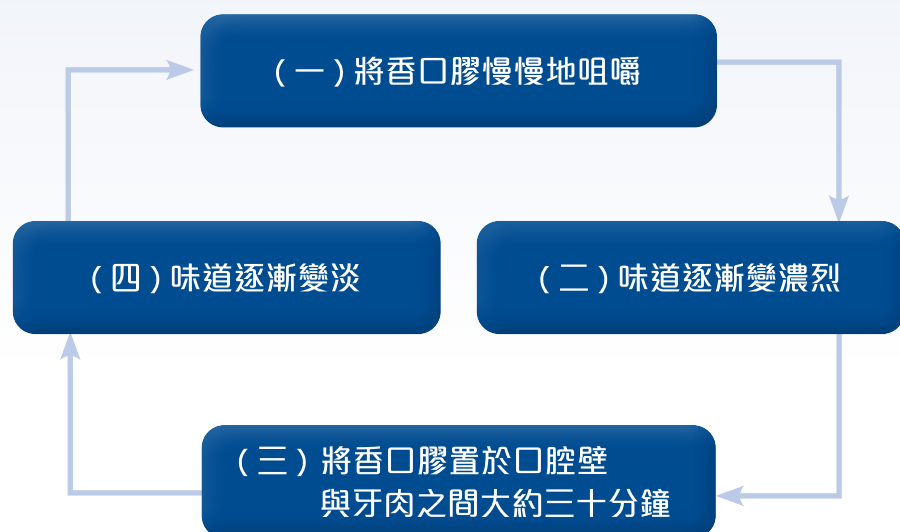 (一)將香口膠慢慢地咀嚼
(二)味道逐漸變濃烈
(三)將香口膠置於口腔壁
與牙肉之間大約三十分鐘
(四)味道逐漸變淡